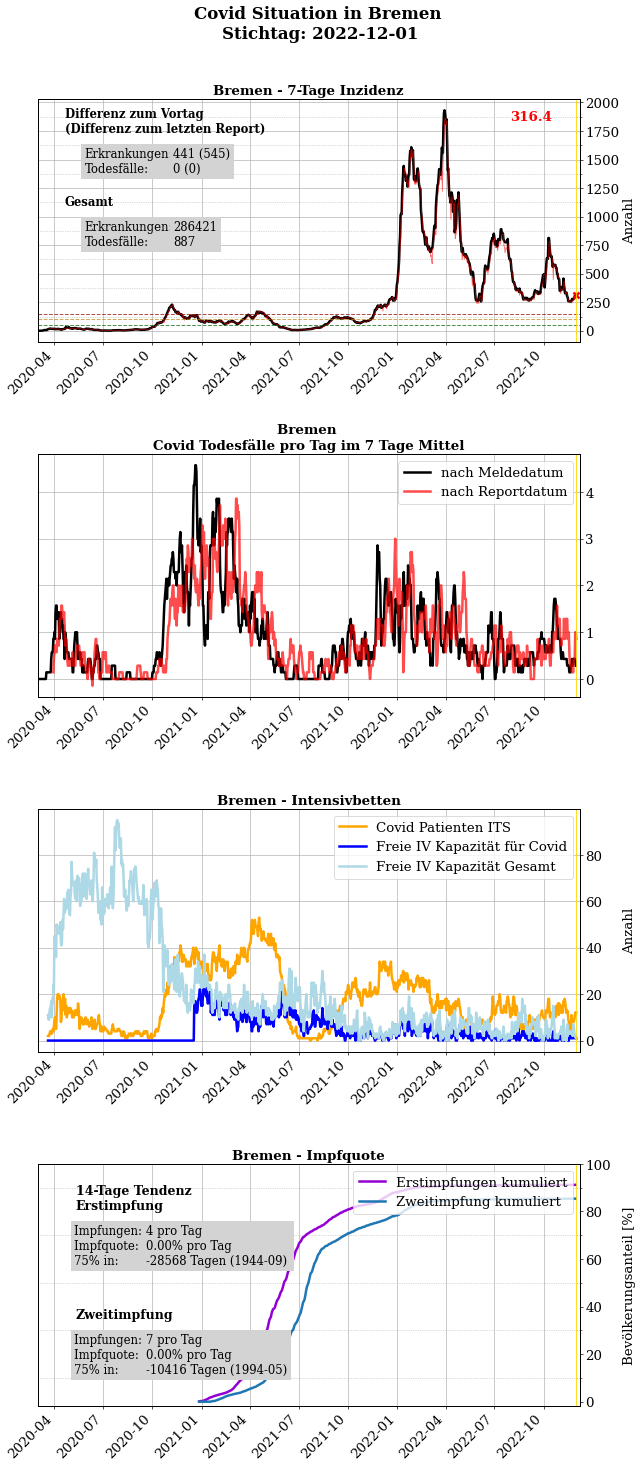 Covid Situation in Bremen
Stichtag: 2022-12-01
Bremen - 7-Tage Inzidenz
Differenz zum Vortag
(Differenz zum letzten Report)
Erkrankungen 441 (545)
Todesfälle: 0 (0)
Gesamt
Erkrankungen 286421
Todesfälle: 887
316.4
2000
1750
1500
1250
1000
750
500
250
0
Anzahl
2020-04
2020-07
2020-10
2021-01
2021-04
2021-07
2021-10
2022-01
2022-04
2022-07
2022-10
Bremen
Covid Todesfälle pro Tag im 7 Tage Mittel
nach Meldedatum
nach Reportdatum
4
3
2
1
0
2020-04
2020-07
2020-10
2021-01
2021-04
2021-07
2021-10
2022-01
2022-04
2022-07
2022-10
Bremen - Intensivbetten
Covid Patienten ITS
Freie IV Kapazität für Covid
Freie IV Kapazität Gesamt
80
60
40
20
0
Anzahl
2020-04
2020-07
2020-10
2021-01
2021-04
2021-07
2021-10
2022-01
2022-04
2022-07
2022-10
Bremen - Impfquote
14-Tage Tendenz
Erstimpfung
Impfungen: 4 pro Tag
Impfquote: 0.00% pro Tag
75% in: -28568 Tagen (1944-09)
Zweitimpfung
Impfungen: 7 pro Tag
Impfquote: 0.00% pro Tag
75% in: -10416 Tagen (1994-05)
Erstimpfungen kumuliert
Zweitimpfung kumuliert
100
80
60
40
20
0
Bevölkerungsanteil [%]
2020-04
2020-07
2020-10
2021-01
2021-04
2021-07
2021-10
2022-01
2022-04
2022-07
2022-10